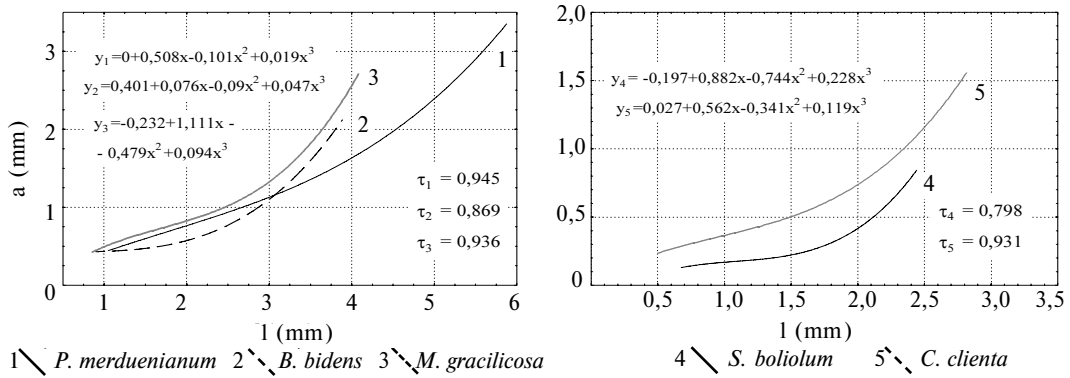 3
2
1
0
a (mm)
y1=0+0,508x-0,101x²+0,019x³
y2=0,401+0,076x-0,09x²+0,047x³
y3=-0,232+1,111x -
- 0,479x²+0,094x³
3
2
1
τ1 = 0,945
τ2 = 0,869
τ3 = 0,936
1 2 3 4 5 6
l (mm)
2,0
1,5
1,0
0,5
0
y4= -0,197+0,882x-0,744x²+0,228x³
y5=0,027+0,562x-0,341x²+0,119x³
5
4
τ4 = 0,798
τ5 = 0,931
0,5 1,0 1,5 2,0 2,5 3,0 3,5
l (mm)
1 P. merduenianum 2 B. bidens 3 M. gracilicosa
4 S. boliolum 5 C. clienta